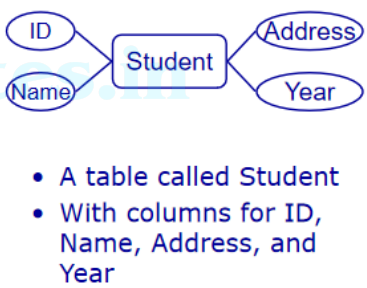 ID
Address
Student
Name
Year
• A table called Student
• With columns for ID,
Name, Address, and
Year